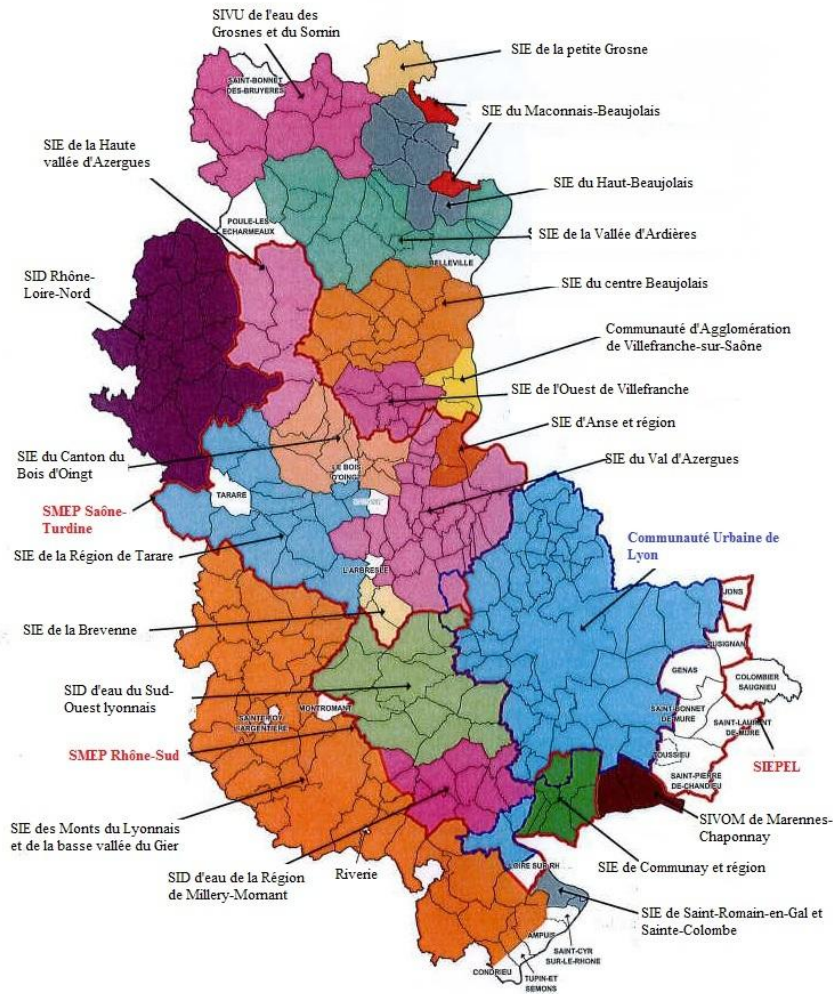 SIVU de l'eau des
Grosnes et du Sornin
SIE de la petite Grosne
SAINT-BONNET
DES-BRUYERES
SIE du Maconnais-Beaujolais
SIE de la Haute
vallée d'Azergues
SIE du Haut-Beaujolais
POULE-LES
ECHARMEAUX
SIE de la Vallée d'Ardières
BELLEVILLE
SID Rhône-
Loire-Nord
SIE du centre Beaujolais
Communauté d'Agglomération
de Villefranche-sur-Saône
SIE de l'Ouest de Villefranche
SIE d'Anse et région
SIE du Canton du
Bois d'Oingt
SIE du Val d'Azergues
LE BOIS
D'OINGT
TARARE
SMEP Saône-
Turdine
Communauté Urbaine de
Lyon
SIE de la Région de Tarare
L'ARBRESLE
JONS
SIE de la Brevenne
PUSIGNAN
GENAS
COLOMBIER
SAUGNIEU
SID d'eau du Sud-
Ouest lyonnais
MONTROMANT
SAINTE FOY
L'ARGENTIERE
SAINT-BONNET
DE-MURE
SAINT-LAURENT
DE-MURE
SMEP Rhône-Sud
TOUSSIEU
SIEPEL
SAINT-PIERRE
DE-CHANDIEU
SIE des Monts du Lyonnais
et de la basse vallée du Gier
SIVOM de Marennes-
Chaponnay
SID d'eau de la Région
de Millery-Mornant
Riverie
LOIRE SUR RH
SIE de Communay et région
SIE de Saint-Romain-en-Gal et
Sainte-Colombe
AMPUIS
SAINT-CYR
SUR-LE-RHONE
CONDRIEU
TUPIN-ET
SEMONS